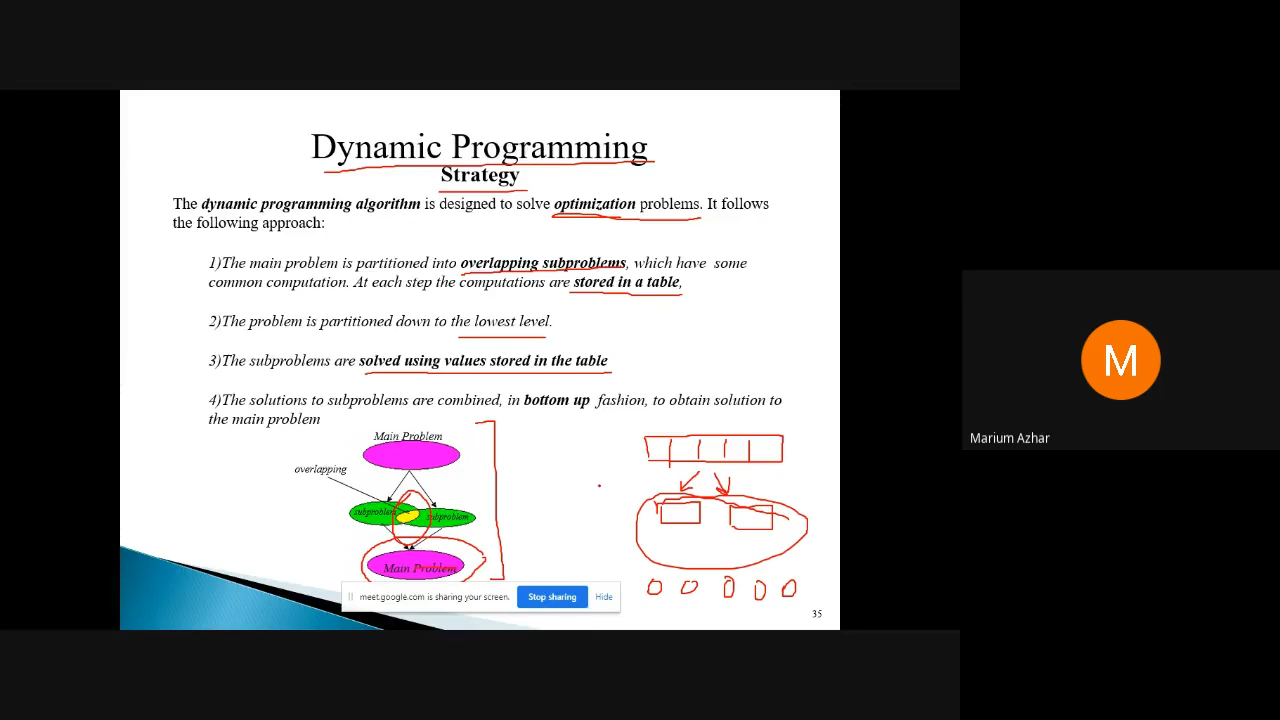 Dynamic Programming
Strategy
The dynamic programming algorithm is designed to solve optimization problems. It follows
the following approach:
1)The main problem is partitioned into overlapping subproblems, which have some
common computation. At each step the computations are stored in a table,
2)The problem is partitioned down to the lowest level.
3)The subproblems are solved using values stored in the table
4)The solutions to subproblems are combined, in bottom up fashion, to obtain solution to
the main problem
Main Problem
overlapping
subproblem
subproblem
Main Problem
meet.google.com is sharing your screen.
Stop sharing
Hide
35
M
Marium Azhar